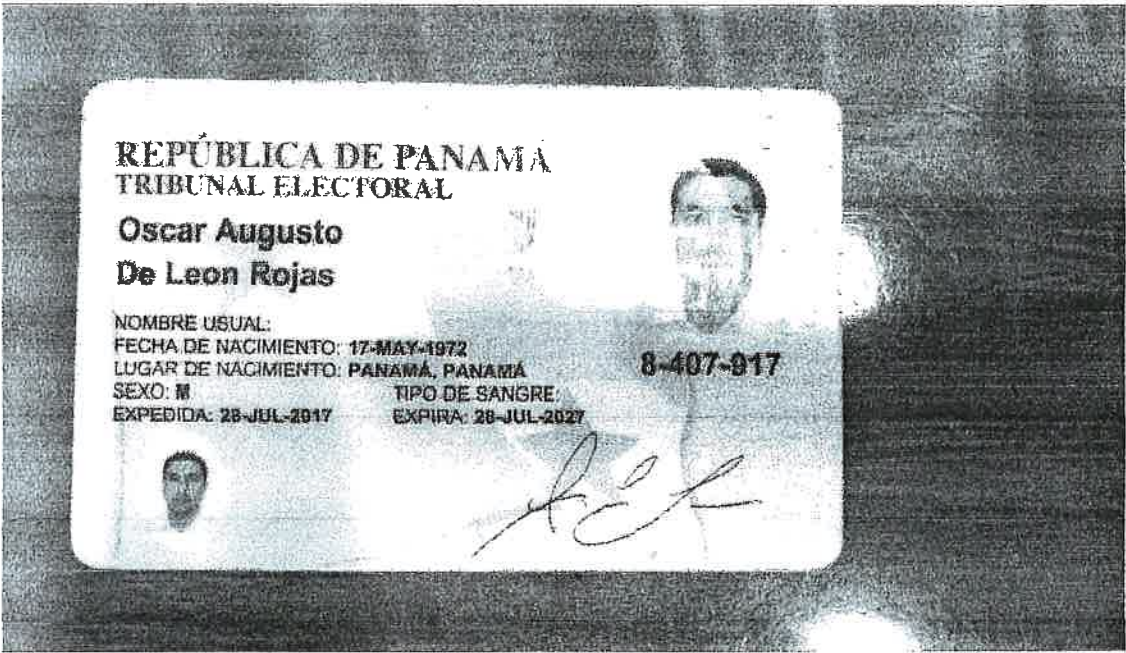 REPÚBLICA DE PANAMÁ
TRIBUNAL ELECTORAL
Oscar Augusto
De Leon Rojas
NOMBRE USUAL:
FECHA DE NACIMIENTO: 17-MAY-1972
LUGAR DE NACIMIENTO: PANAMÁ, PANAMÁ
SEXO: M TIPO DE SANGRE:
EXPEDIDA: 28-JUL-2017 EXPIRA: 28-JUL-2027
8-407-917